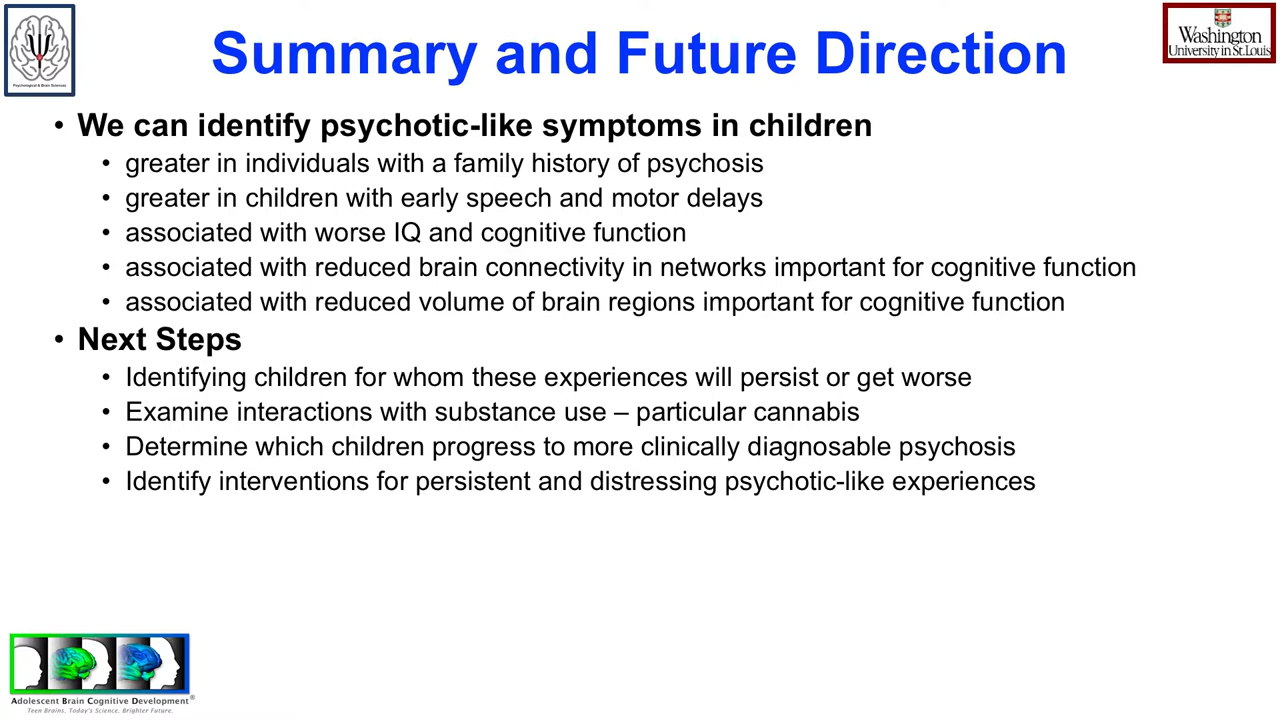 Psychological & Brain Sciences
Summary and Future Direction
Washington
University in St. Louis
• We can identify psychotic-like symptoms in children
• greater in individuals with a family history of psychosis
• greater in children with early speech and motor delays
• associated with worse IQ and cognitive function
• associated with reduced brain connectivity in networks important for cognitive function
• associated with reduced volume of brain regions important for cognitive function
• Next Steps
• Identifying children for whom these experiences will persist or get worse
• Examine interactions with substance use – particular cannabis
• Determine which children progress to more clinically diagnosable psychosis
• Identify interventions for persistent and distressing psychotic-like experiences
Adolescent Brain Cognitive Development®
Teen Brains. Today's Science. Brighter Future.